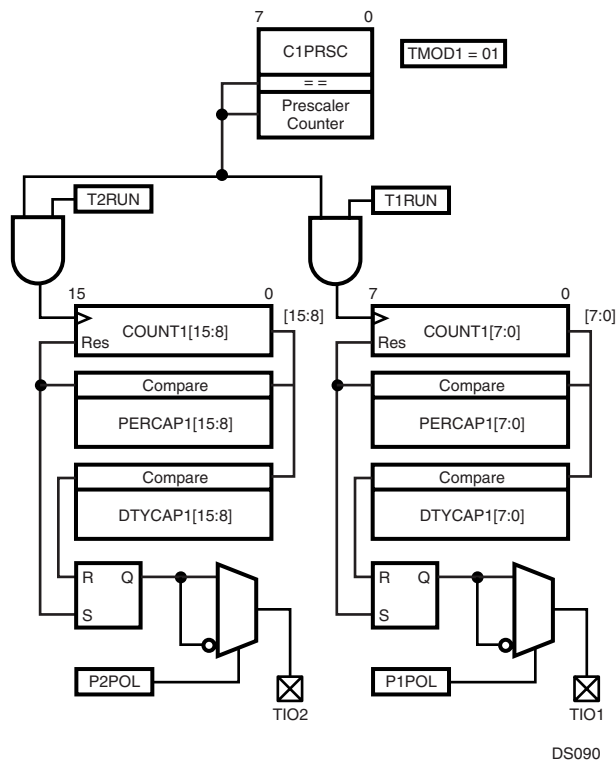 7 0
C1PRSC
TMOD1 = 01
= =
Prescaler
Counter
T2RUN
T1RUN
15 0
[15:8]
7 0
[7:0]
COUNT1[15:8]
COUNT1[7:0]
Res
Res
Compare
Compare
PERCAP1[15:8]
PERCAP1[7:0]
Compare
Compare
DTYCAP1[15:8]
DTYCAP1[7:0]
R Q
R Q
S
S
P2POL
P1POL
TIO2
TIO1
DS090